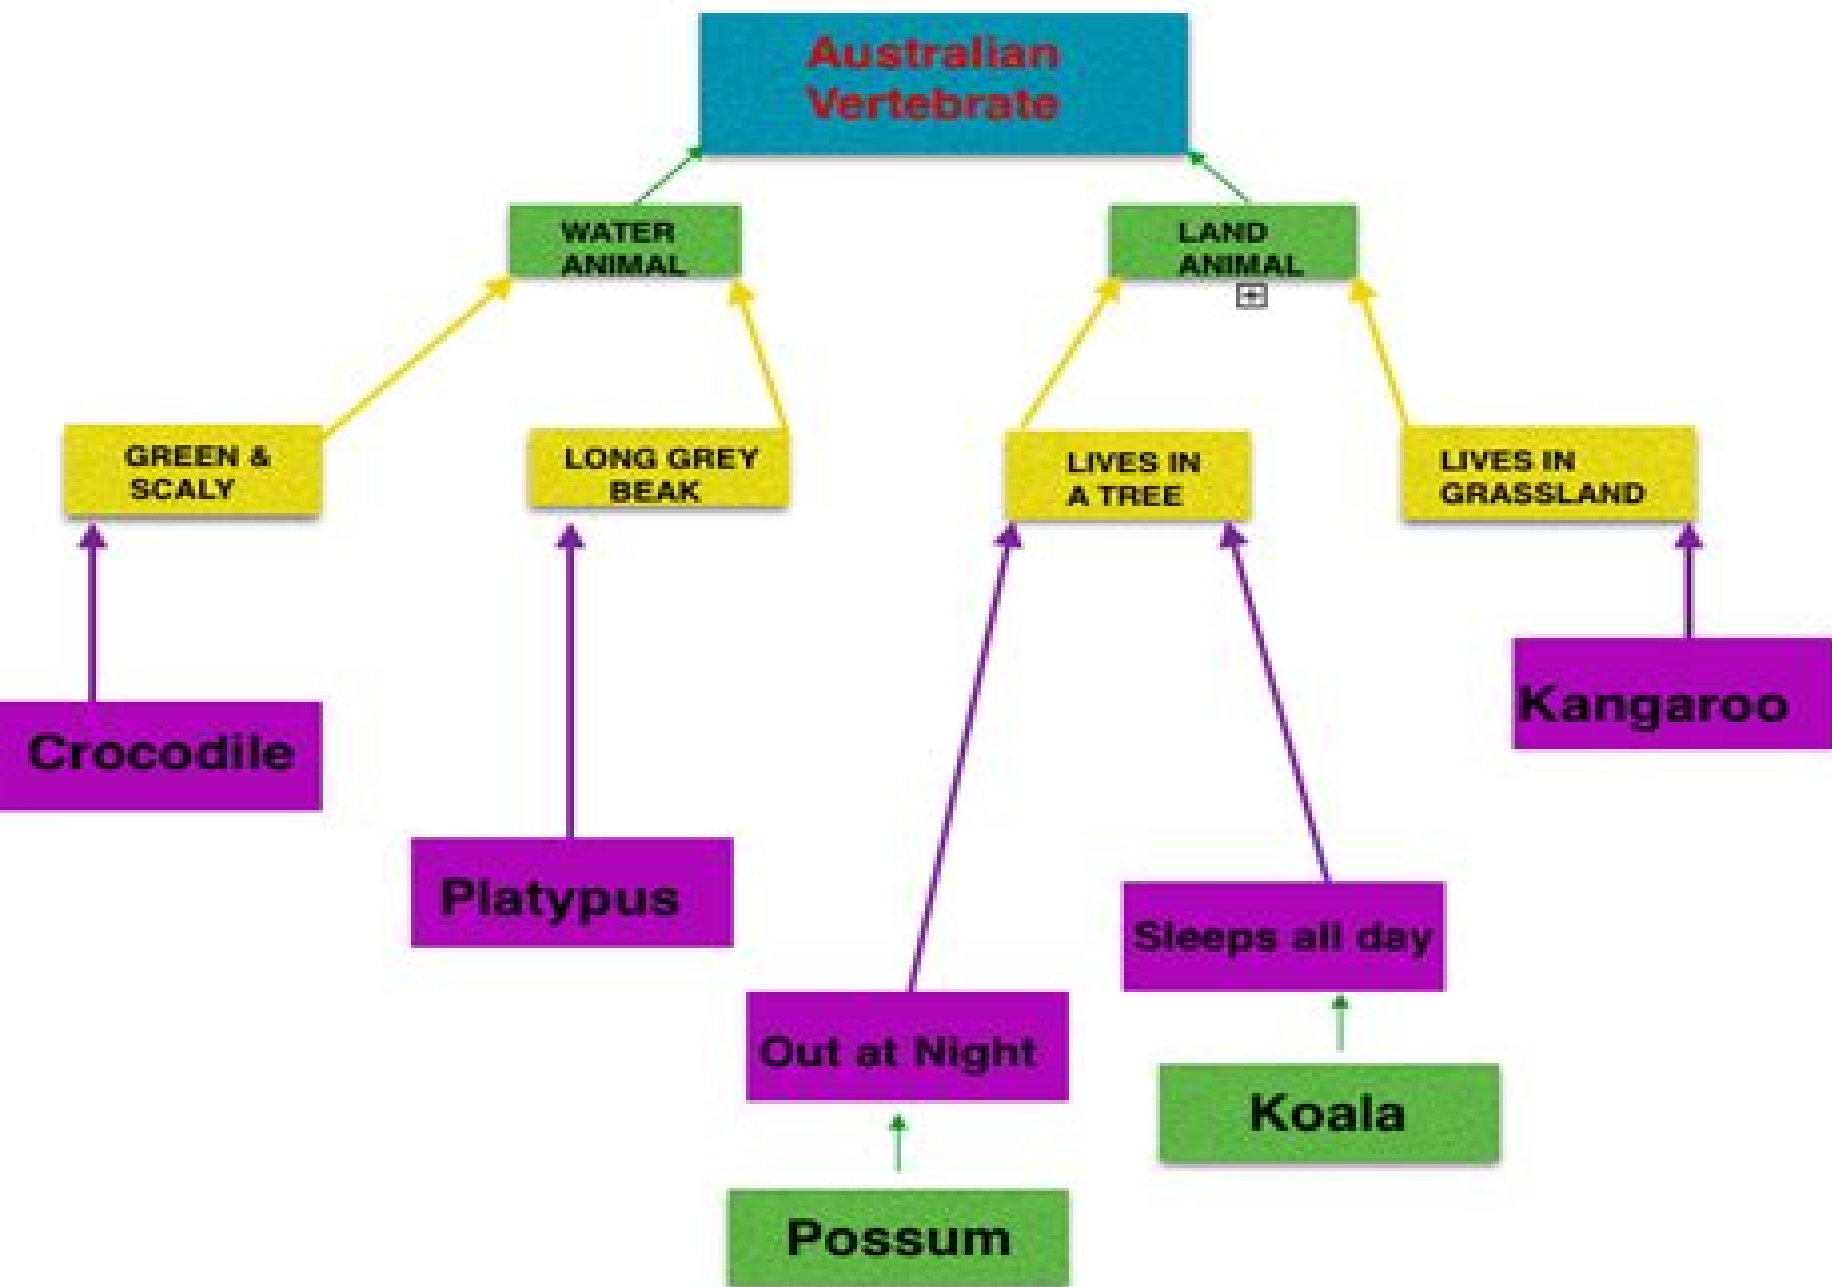 Australian
Vertebrate
WATER
ANIMAL
LAND
ANIMAL
GREEN &
SCALY
LONG GREY
BEAK
LIVES IN
A TREE
LIVES IN
GRASSLAND
Crocodile
Platypus
Kangaroo
Sleeps all day
Out at Night
Koala
Possum